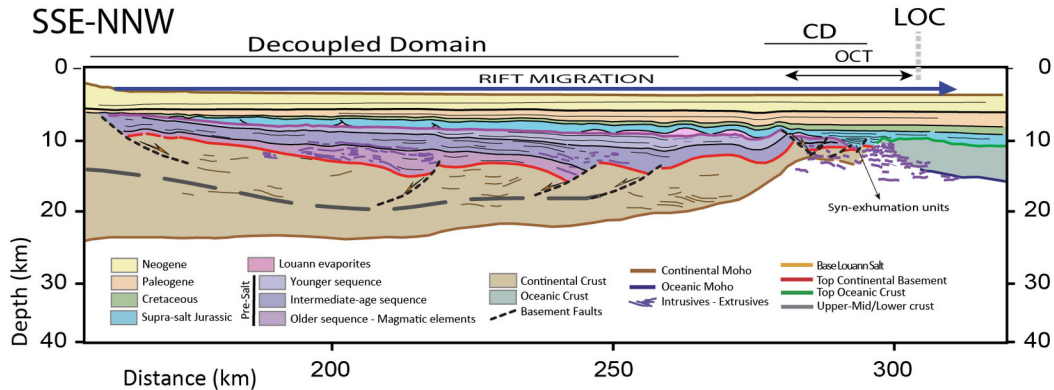 SSE-NNW
LOC
CD
Decoupled Domain
OCT
RIFT MIGRATION
0
10
20
30
40
Depth (km)
0
10
20
30
40
Syn-exhumation units
Neogene
Paleogene
Cretaceous
Supra-salt Jurassic
Louann evaporites
Pre-Salt
Younger sequence
Intermediate-age sequence
Older sequence - Magmatic elements
Continental Crust
Oceanic Crust
Basement Faults
Continental Moho
Oceanic Moho
Intrusives - Extrusives
Base Louann Salt
Top Continental Basement
Top Oceanic Crust
Upper-Mid/Lower crust
200
250
300
Distance (km)